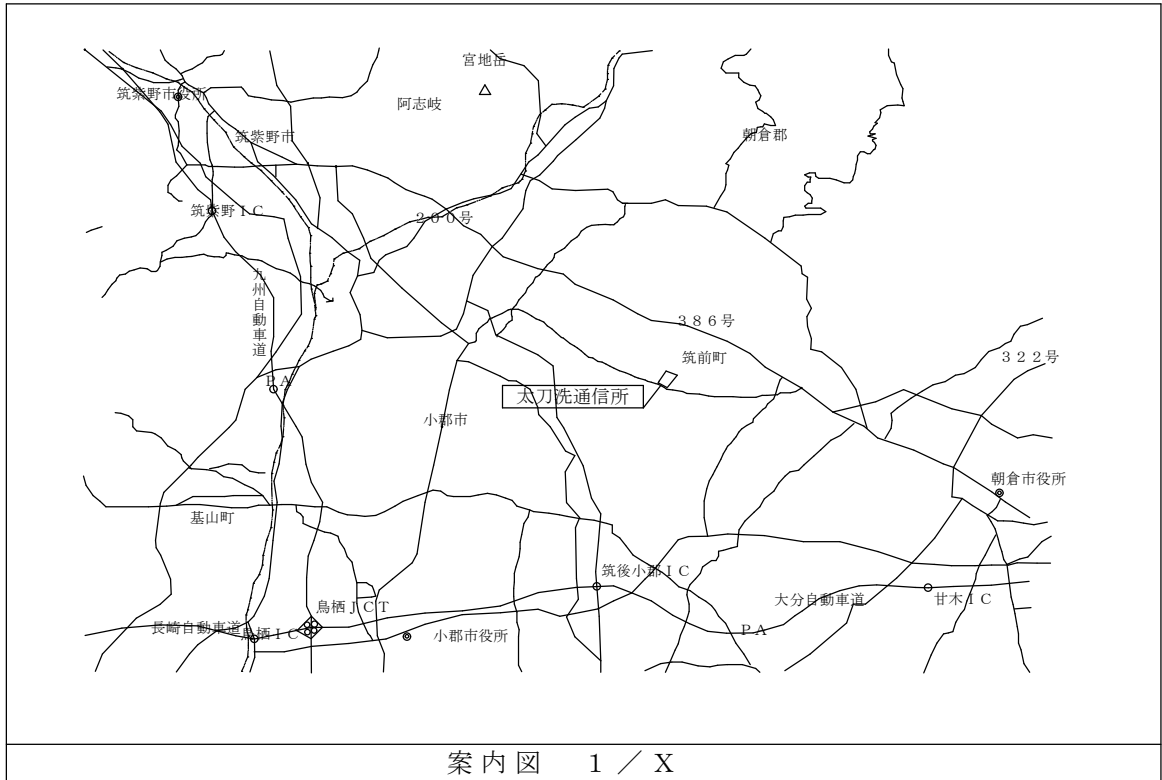 宮地岳
筑紫野市役所
阿志岐
筑紫野市
朝倉郡
筑紫野ＩＣ
２００号
九州自動車道
３８６号
筑前町
３２２号
ＰＡ
太刀洗通信所
小郡市
朝倉市役所
基山町
筑後小郡ＩＣ
大分自動車道
甘木ＩＣ
鳥栖ＪＣＴ
長崎自動車道
鳥栖ＩＣ
小郡市役所
ＰＡ
案内図　１／Ｘ